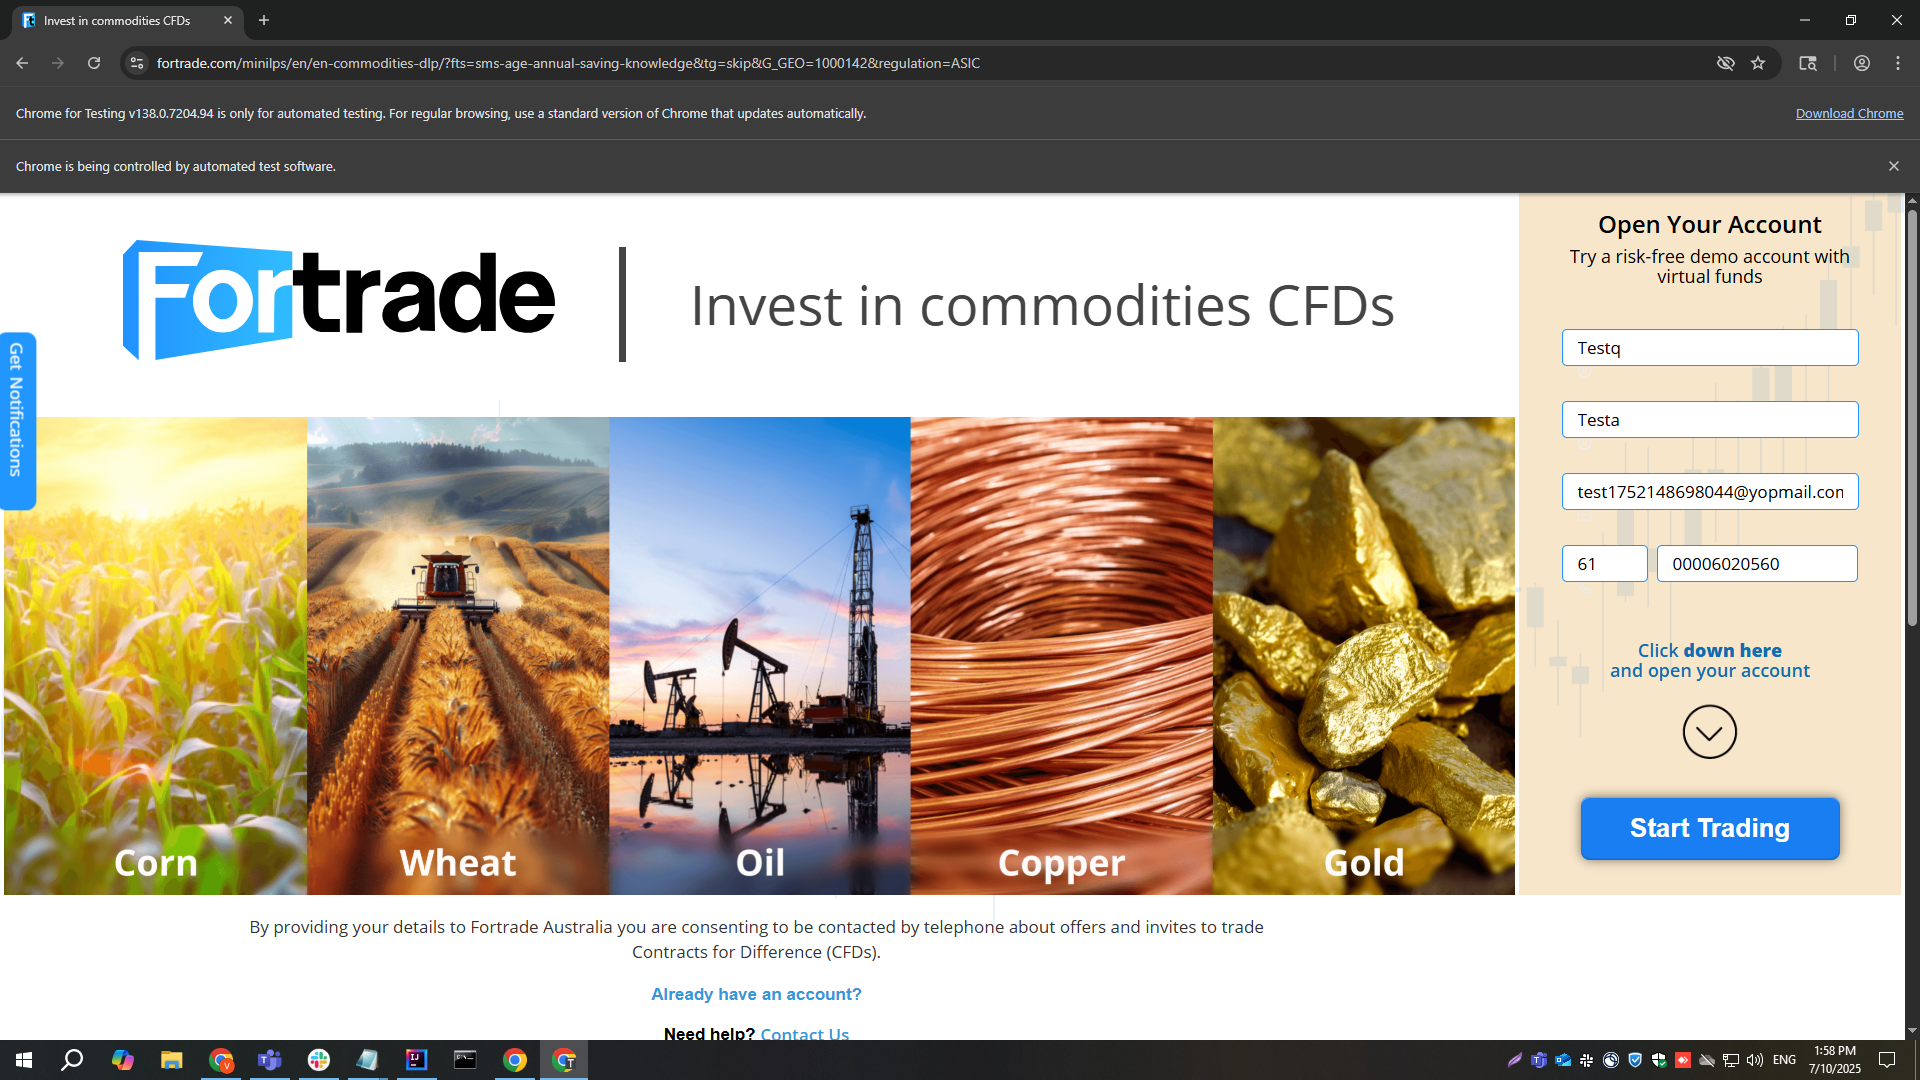 Invest in commodities CFDs
fortrade.com/minilps/en/en-commodities-dlp/?fts=sms-age-annual-saving-knowledge&tg=skip&G_GEO=1000142&regulation=ASIC
Chrome for Testing v138.0.7204.94 is only for automated testing. For regular browsing, use a standard version of Chrome that updates automatically.
Download Chrome
Chrome is being controlled by automated test software.
Fortrade
Invest in commodities CFDs
Get Notifications
Corn
Wheat
Oil
Copper
Gold
Open Your Account
Try a risk-free demo account with
virtual funds
Testq
Testa
test1752148698044@yopmail.com
61
00006020560
Click down here
and open your account
Start Trading
By providing your details to Fortrade Australia you are consenting to be contacted by telephone about offers and invites to trade
Contracts for Difference (CFDs).
Already have an account?
Need help? Contact Us
ENG
1:58 PM
7/10/2025